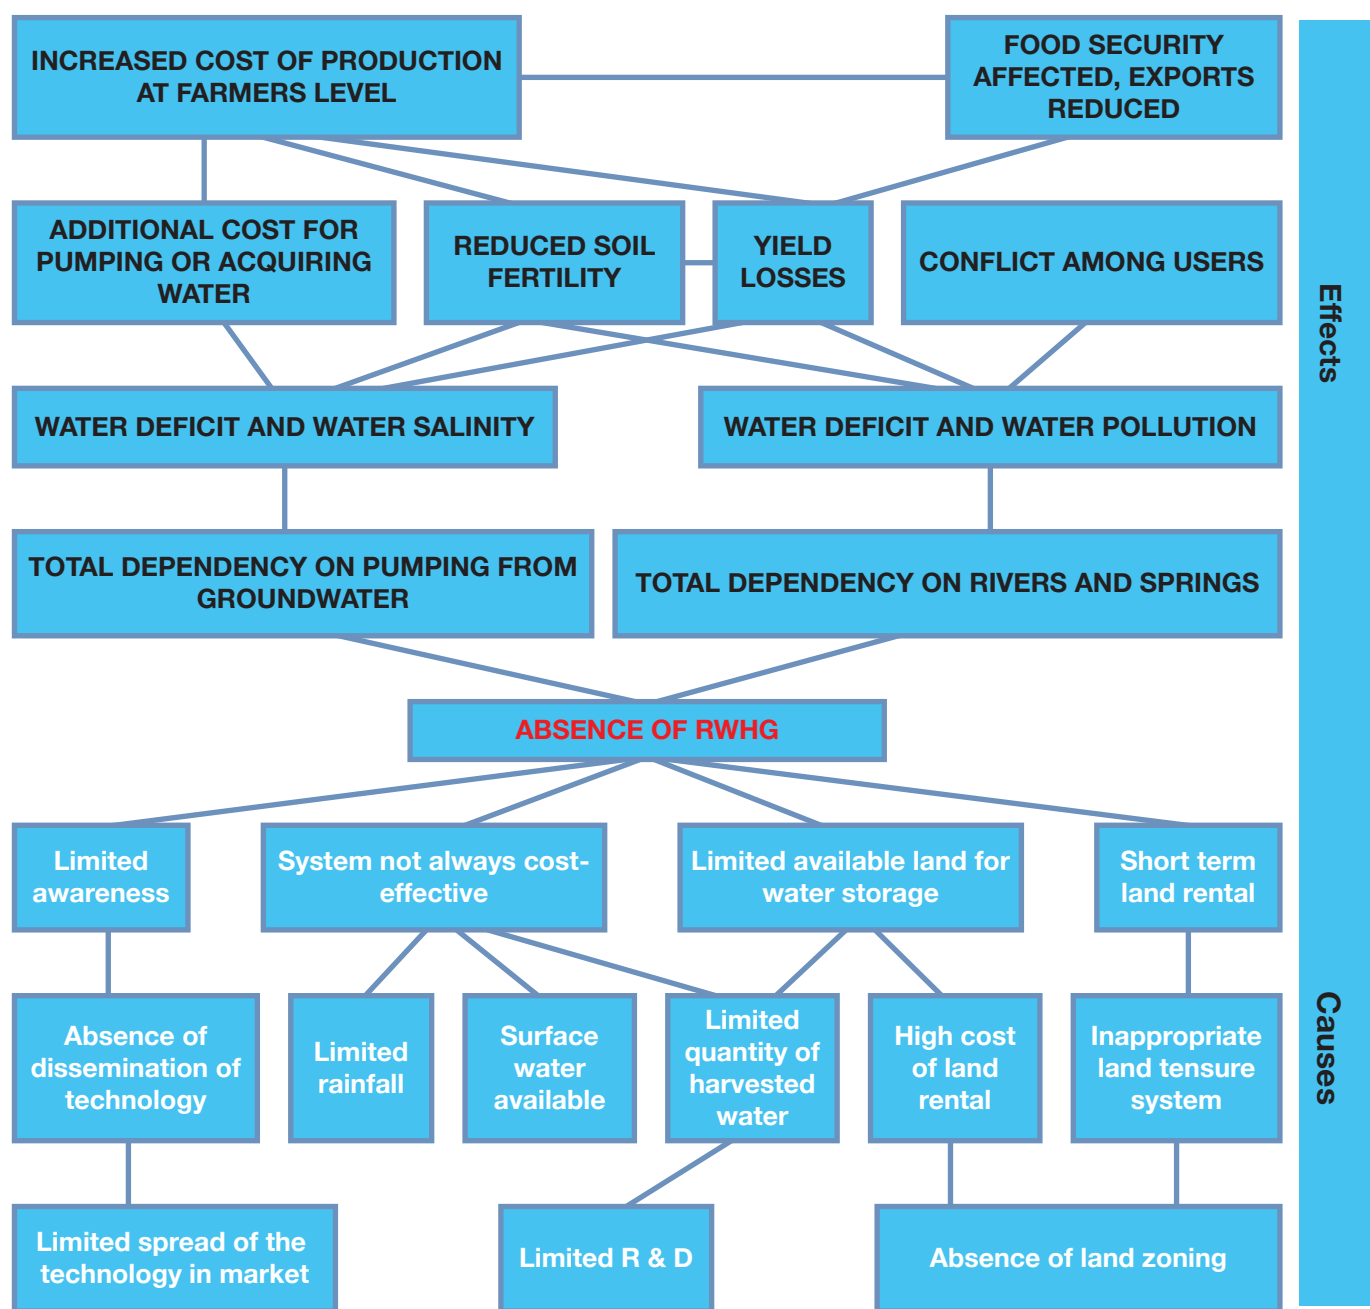 INCREASED COST OF PRODUCTION
AT FARMERS LEVEL
FOOD SECURITY
AFFECTED, EXPORTS
REDUCED
ADDITIONAL COST FOR
PUMPING OR ACQUIRING
WATER
REDUCED SOIL
FERTILITY
YIELD
LOSSES
CONFLICT AMONG USERS
Effects
WATER DEFICIT AND WATER SALINITY
WATER DEFICIT AND WATER POLLUTION
TOTAL DEPENDENCY ON PUMPING FROM
GROUNDWATER
TOTAL DEPENDENCY ON RIVERS AND SPRINGS
ABSENCE OF RWHG
Limited
awareness
System not always cost-
effective
Limited available land for
water storage
Short term
land rental
Absence of
dissemination of
technology
Limited
rainfall
Surface
water
available
Limited
quantity of
harvested
water
High cost
of land
rental
Inappropriate
land tensure
system
Causes
Limited spread of the
technology in market
Limited R & D
Absence of land zoning